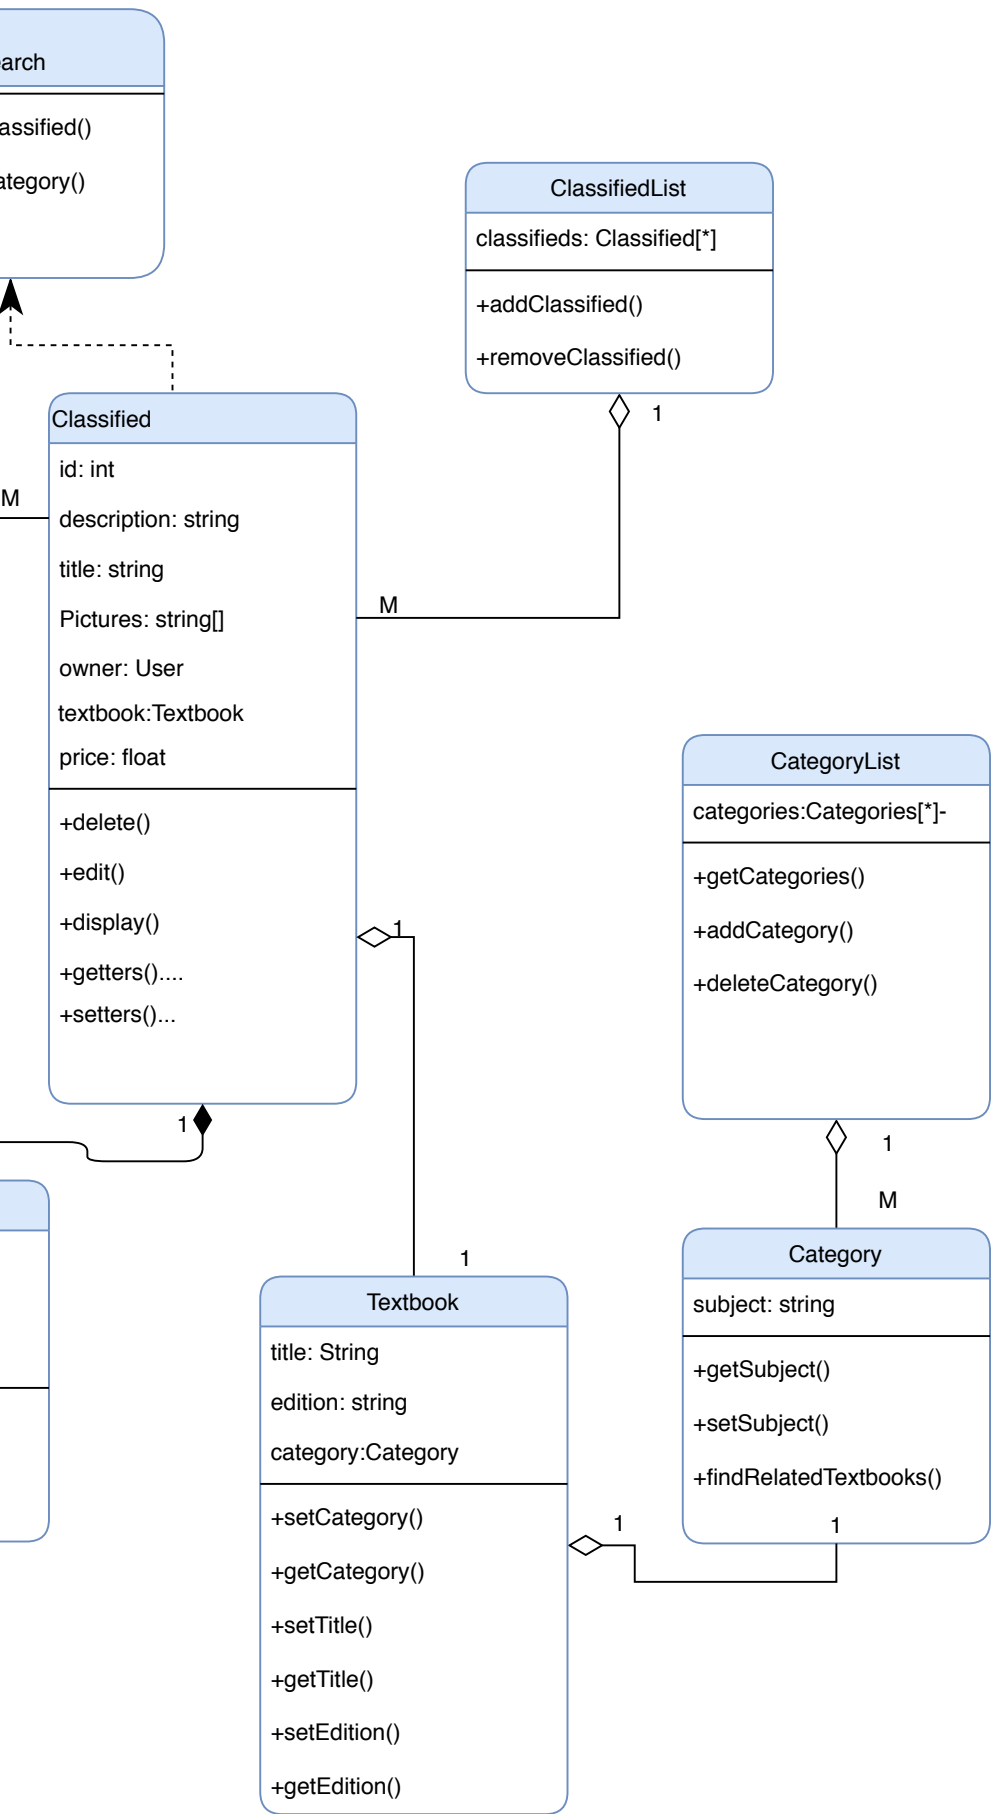 arch
assified()
ategory()
ClassifiedList
classifieds: Classified[*]
+addClassified()
+removeClassified()
1
Classified
id: int
M
description: string
title: string
Pictures: string[]
M
owner: User
textbook:Textbook
price: float
+delete()
+edit()
+display()
+getters()....
+setters()...
1
1
CategoryList
categories:Categories[*]-
+getCategories()
+addCategory()
+deleteCategory()
1
M
Category
subject: string
+getSubject()
+setSubject()
+findRelatedTextbooks()
1
1
Textbook
title: String
edition: string
category:Category
+setCategory()
+getCategory()
+setTitle()
+getTitle()
+setEdition()
+getEdition()
1